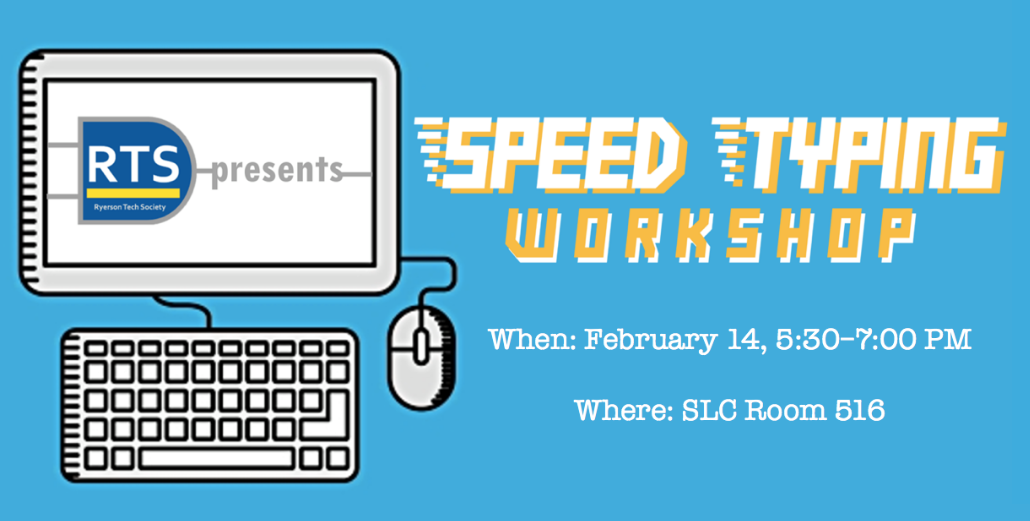 RTS
Ryerson Tech Society
presents
SPEED TYPING
WORKSHOP
When: February 14, 5:30-7:00 PM
Where: SLC Room 516